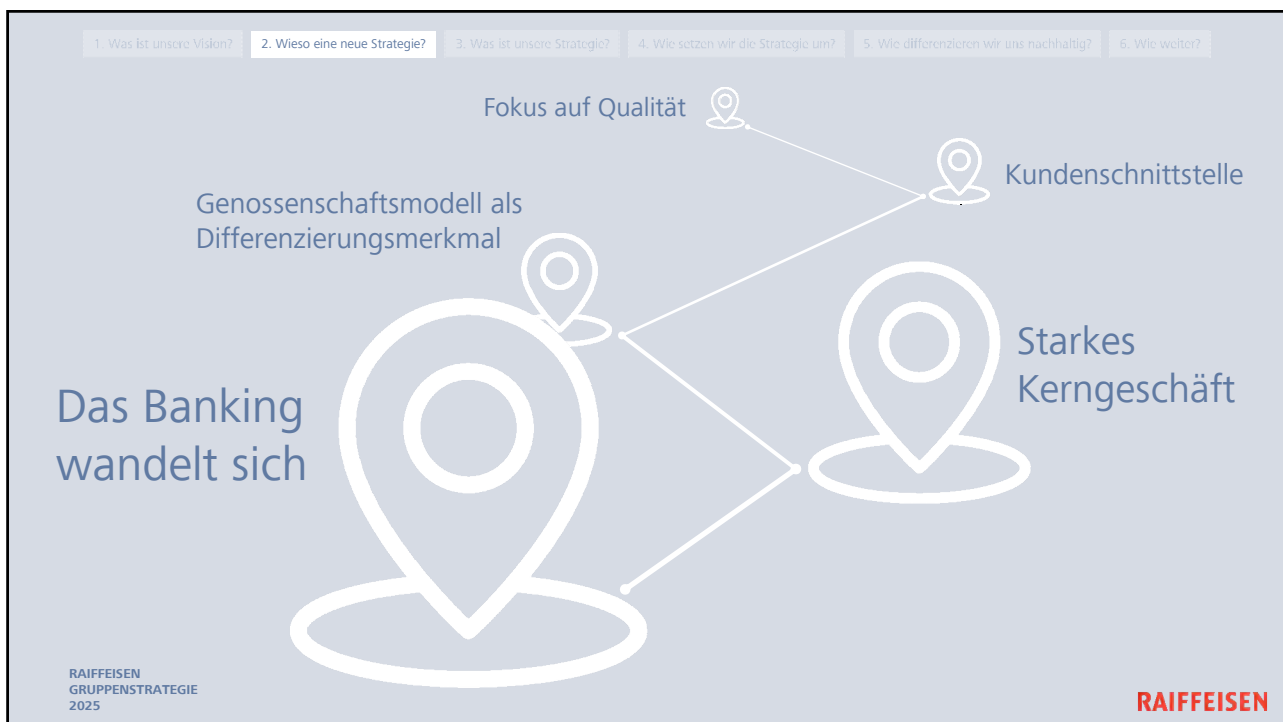 1. Was ist unsere Vision?
2. Wieso eine neue Strategie?
3. Was ist unsere Strategie?
4. Wie setzen wir die Strategie um?
5. Wie differenzieren wir uns nachhaltig?
6. Wie weiter?
Fokus auf Qualität
Kundenschnittstelle
Genossenschaftsmodell als
Differenzierungsmerkmal
Starkes
Kerngeschäft
Das Banking
wandelt sich
RAIFFEISEN
GRUPPENSTRATEGIE
2025
RAIFFEISEN